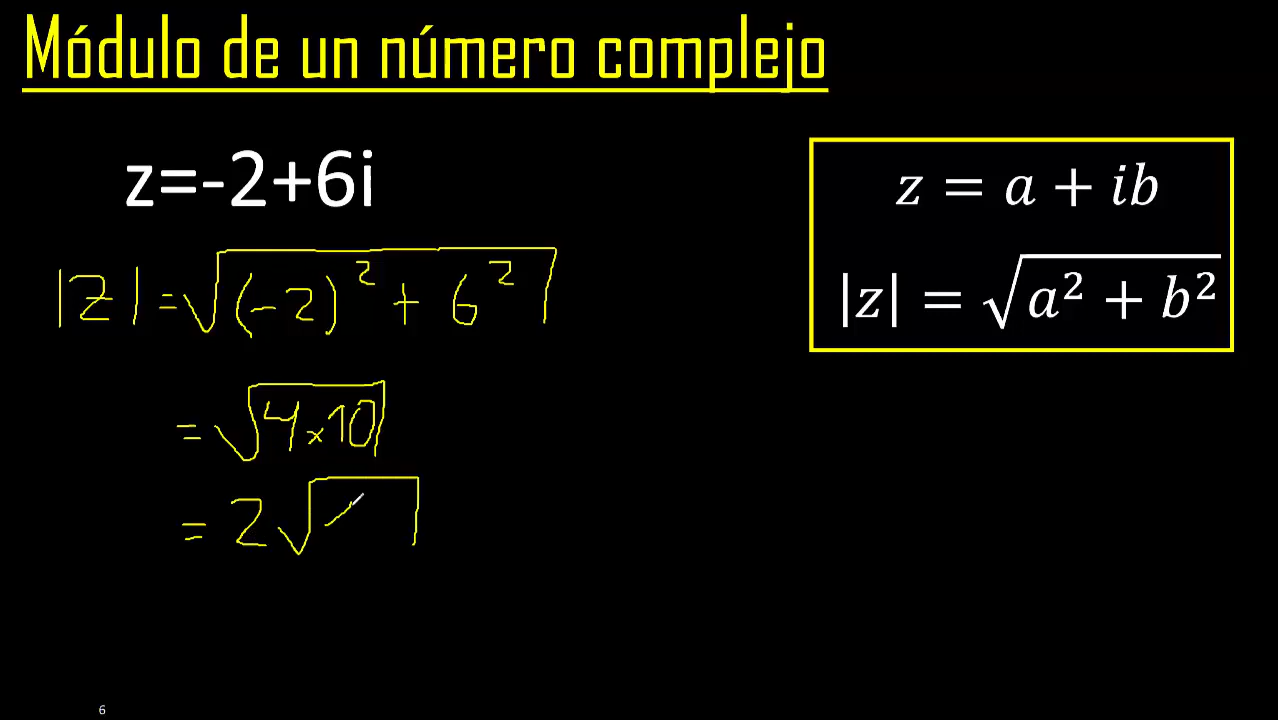 Módulo de un número complejo
z=-2+6i
z = a + ib
|z| = √(a² + b²)
|z| = √((-2)² + 6²)
= √(4×10)
= 2√
6